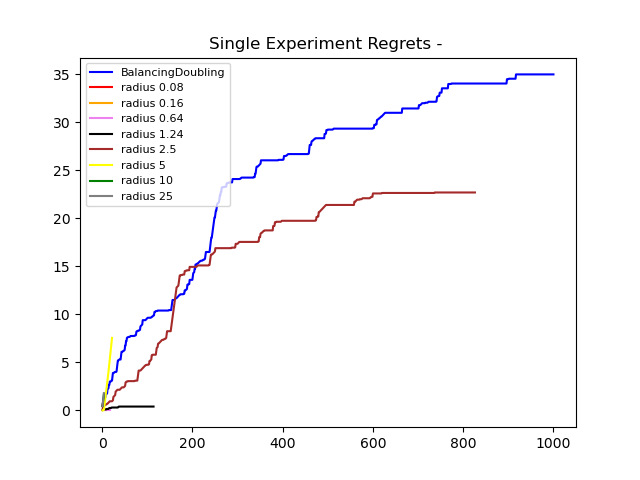 Single Experiment Regrets -
BalancingDoubling
radius 0.08
radius 0.16
radius 0.64
radius 1.24
radius 2.5
radius 5
radius 10
radius 25
35
30
25
20
15
10
5
0
0 200 400 600 800 1000